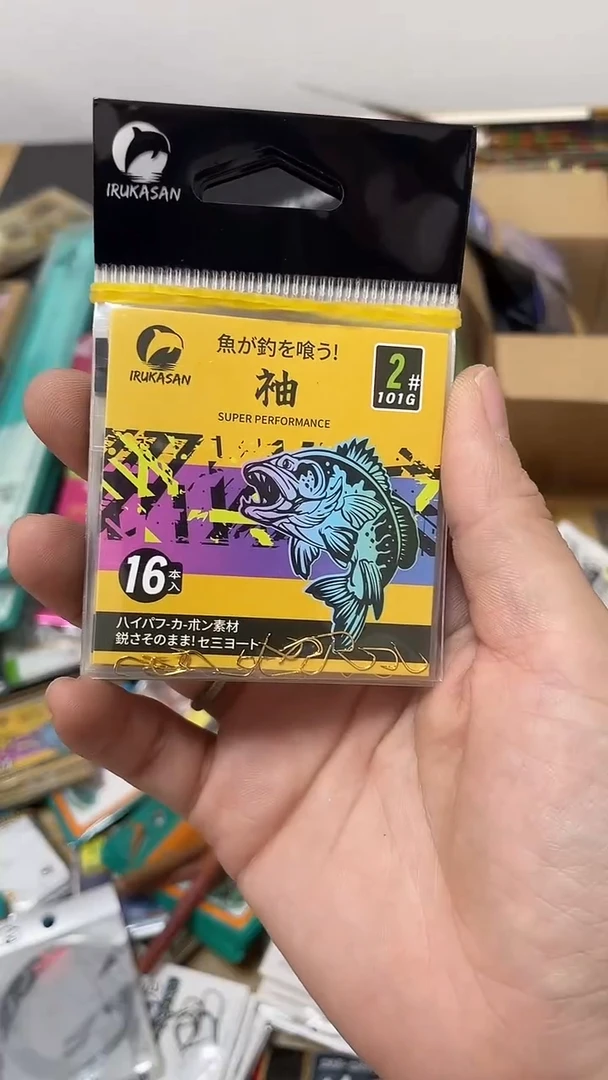 IRUKASAN
IRUKASAN
魚が釣を喰う!
袖
SUPER PERFORMANCE
2#
101G
16本入
ハイパフ-カ-ボン素材
鋭さそのまま!セ三ヨート